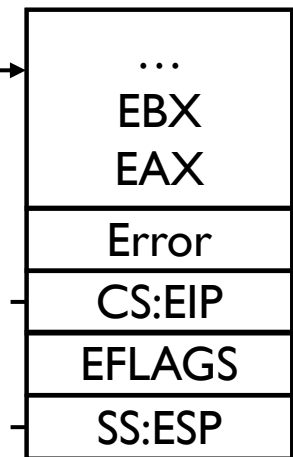 ...
EBX
EAX
Error
CS:EIP
EFLAGS
SS:ESP